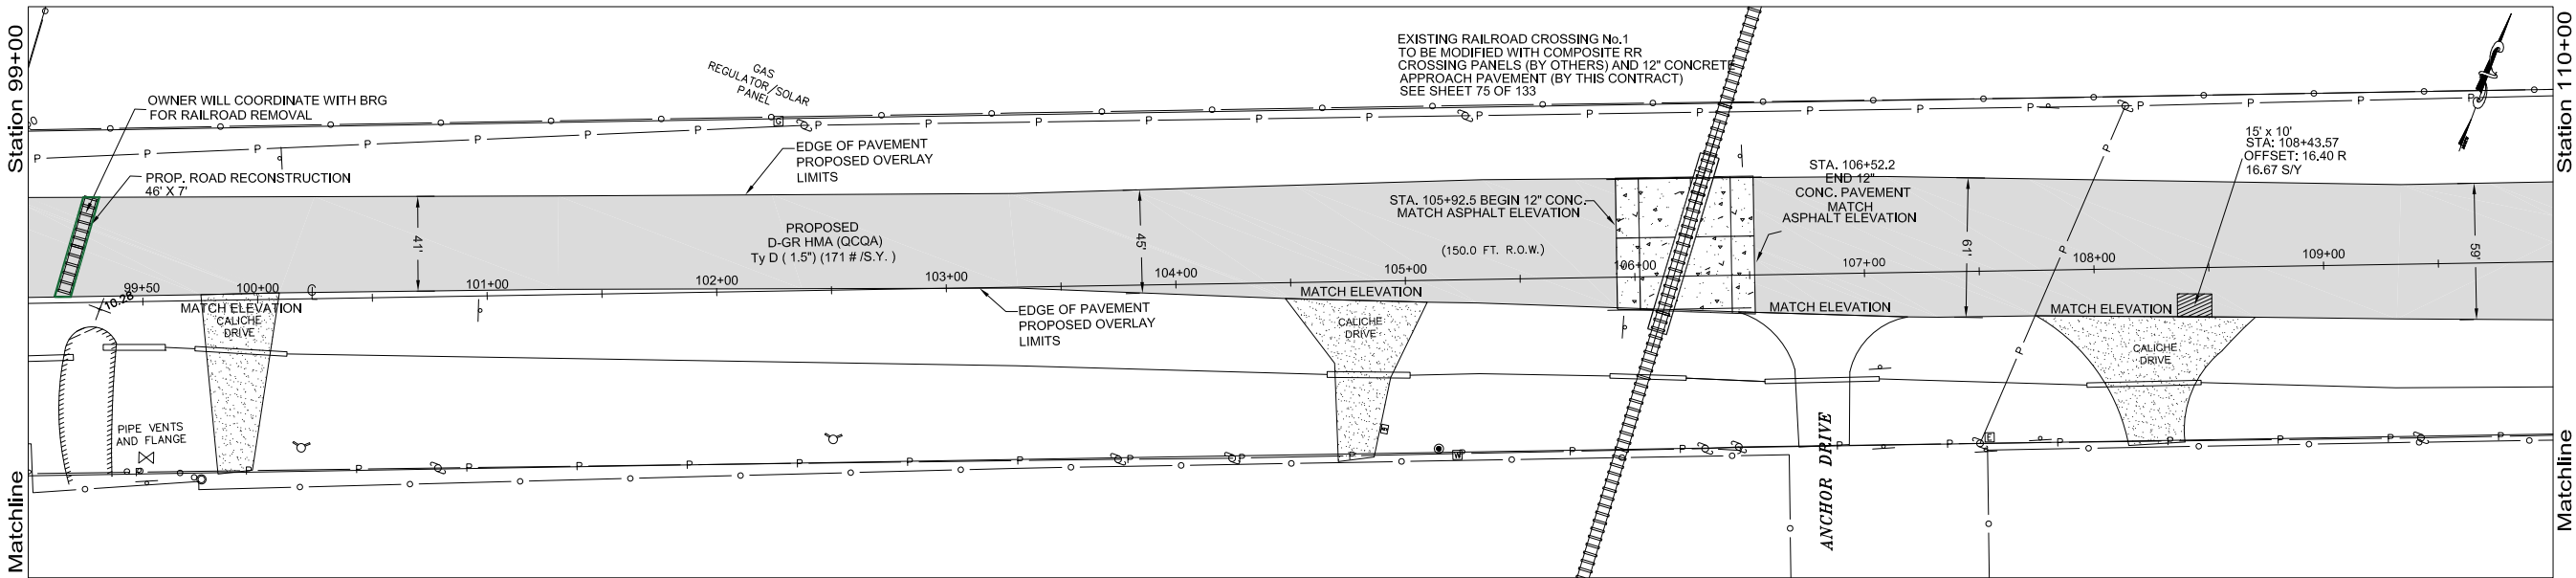 Station 99+00
Matchline
OWNER WILL COORDINATE WITH BRG
FOR RAILROAD REMOVAL
PROP. ROAD RECONSTRUCTION
46' X 7'
GAS
REGULATOR/SOLAR
PANEL
EDGE OF PAVEMENT
PROPOSED OVERLAY
LIMITS
EXISTING RAILROAD CROSSING No.1
TO BE MODIFIED WITH COMPOSITE RR
CROSSING PANELS (BY OTHERS) AND 12" CONCRETE
APPROACH PAVEMENT (BY THIS CONTRACT)
SEE SHEET 75 OF 133
15' x 10'
STA: 108+43.57
OFFSET: 16.40 R
16.67 S/Y
STA. 106+52.2
END 12"
CONC. PAVEMENT
MATCH
ASPHALT ELEVATION
STA. 105+92.5 BEGIN 12" CONC.
MATCH ASPHALT ELEVATION
(150.0 FT. R.O.W.)
PROPOSED
D-GR HMA (QCQA)
Ty D ( 1.5") (171 # /S.Y. )
41'
45'
61'
59'
99+50
100+00
101+00
102+00
103+00
104+00
105+00
106+00
107+00
108+00
109+00
10.28
MATCH ELEVATION
CALICHE
DRIVE
EDGE OF PAVEMENT
PROPOSED OVERLAY
LIMITS
MATCH ELEVATION
CALICHE
DRIVE
MATCH ELEVATION
MATCH ELEVATION
CALICHE
DRIVE
PIPE VENTS
AND FLANGE
ANCHOR DRIVE
Station 110+00
Matchline